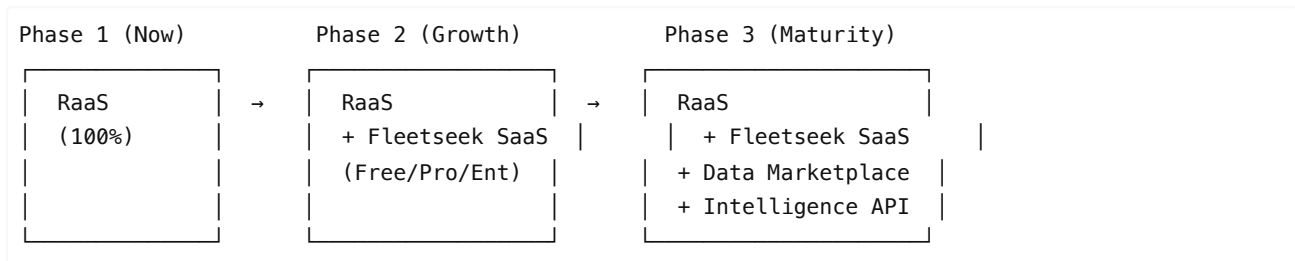 Phase 1 (Now) Phase 2 (Growth) Phase 3 (Maturity)
RaaS → RaaS → RaaS
(100%) + Fleetseek SaaS + Fleetseek SaaS
(Free/Pro/Ent) + Data Marketplace
+ Intelligence API